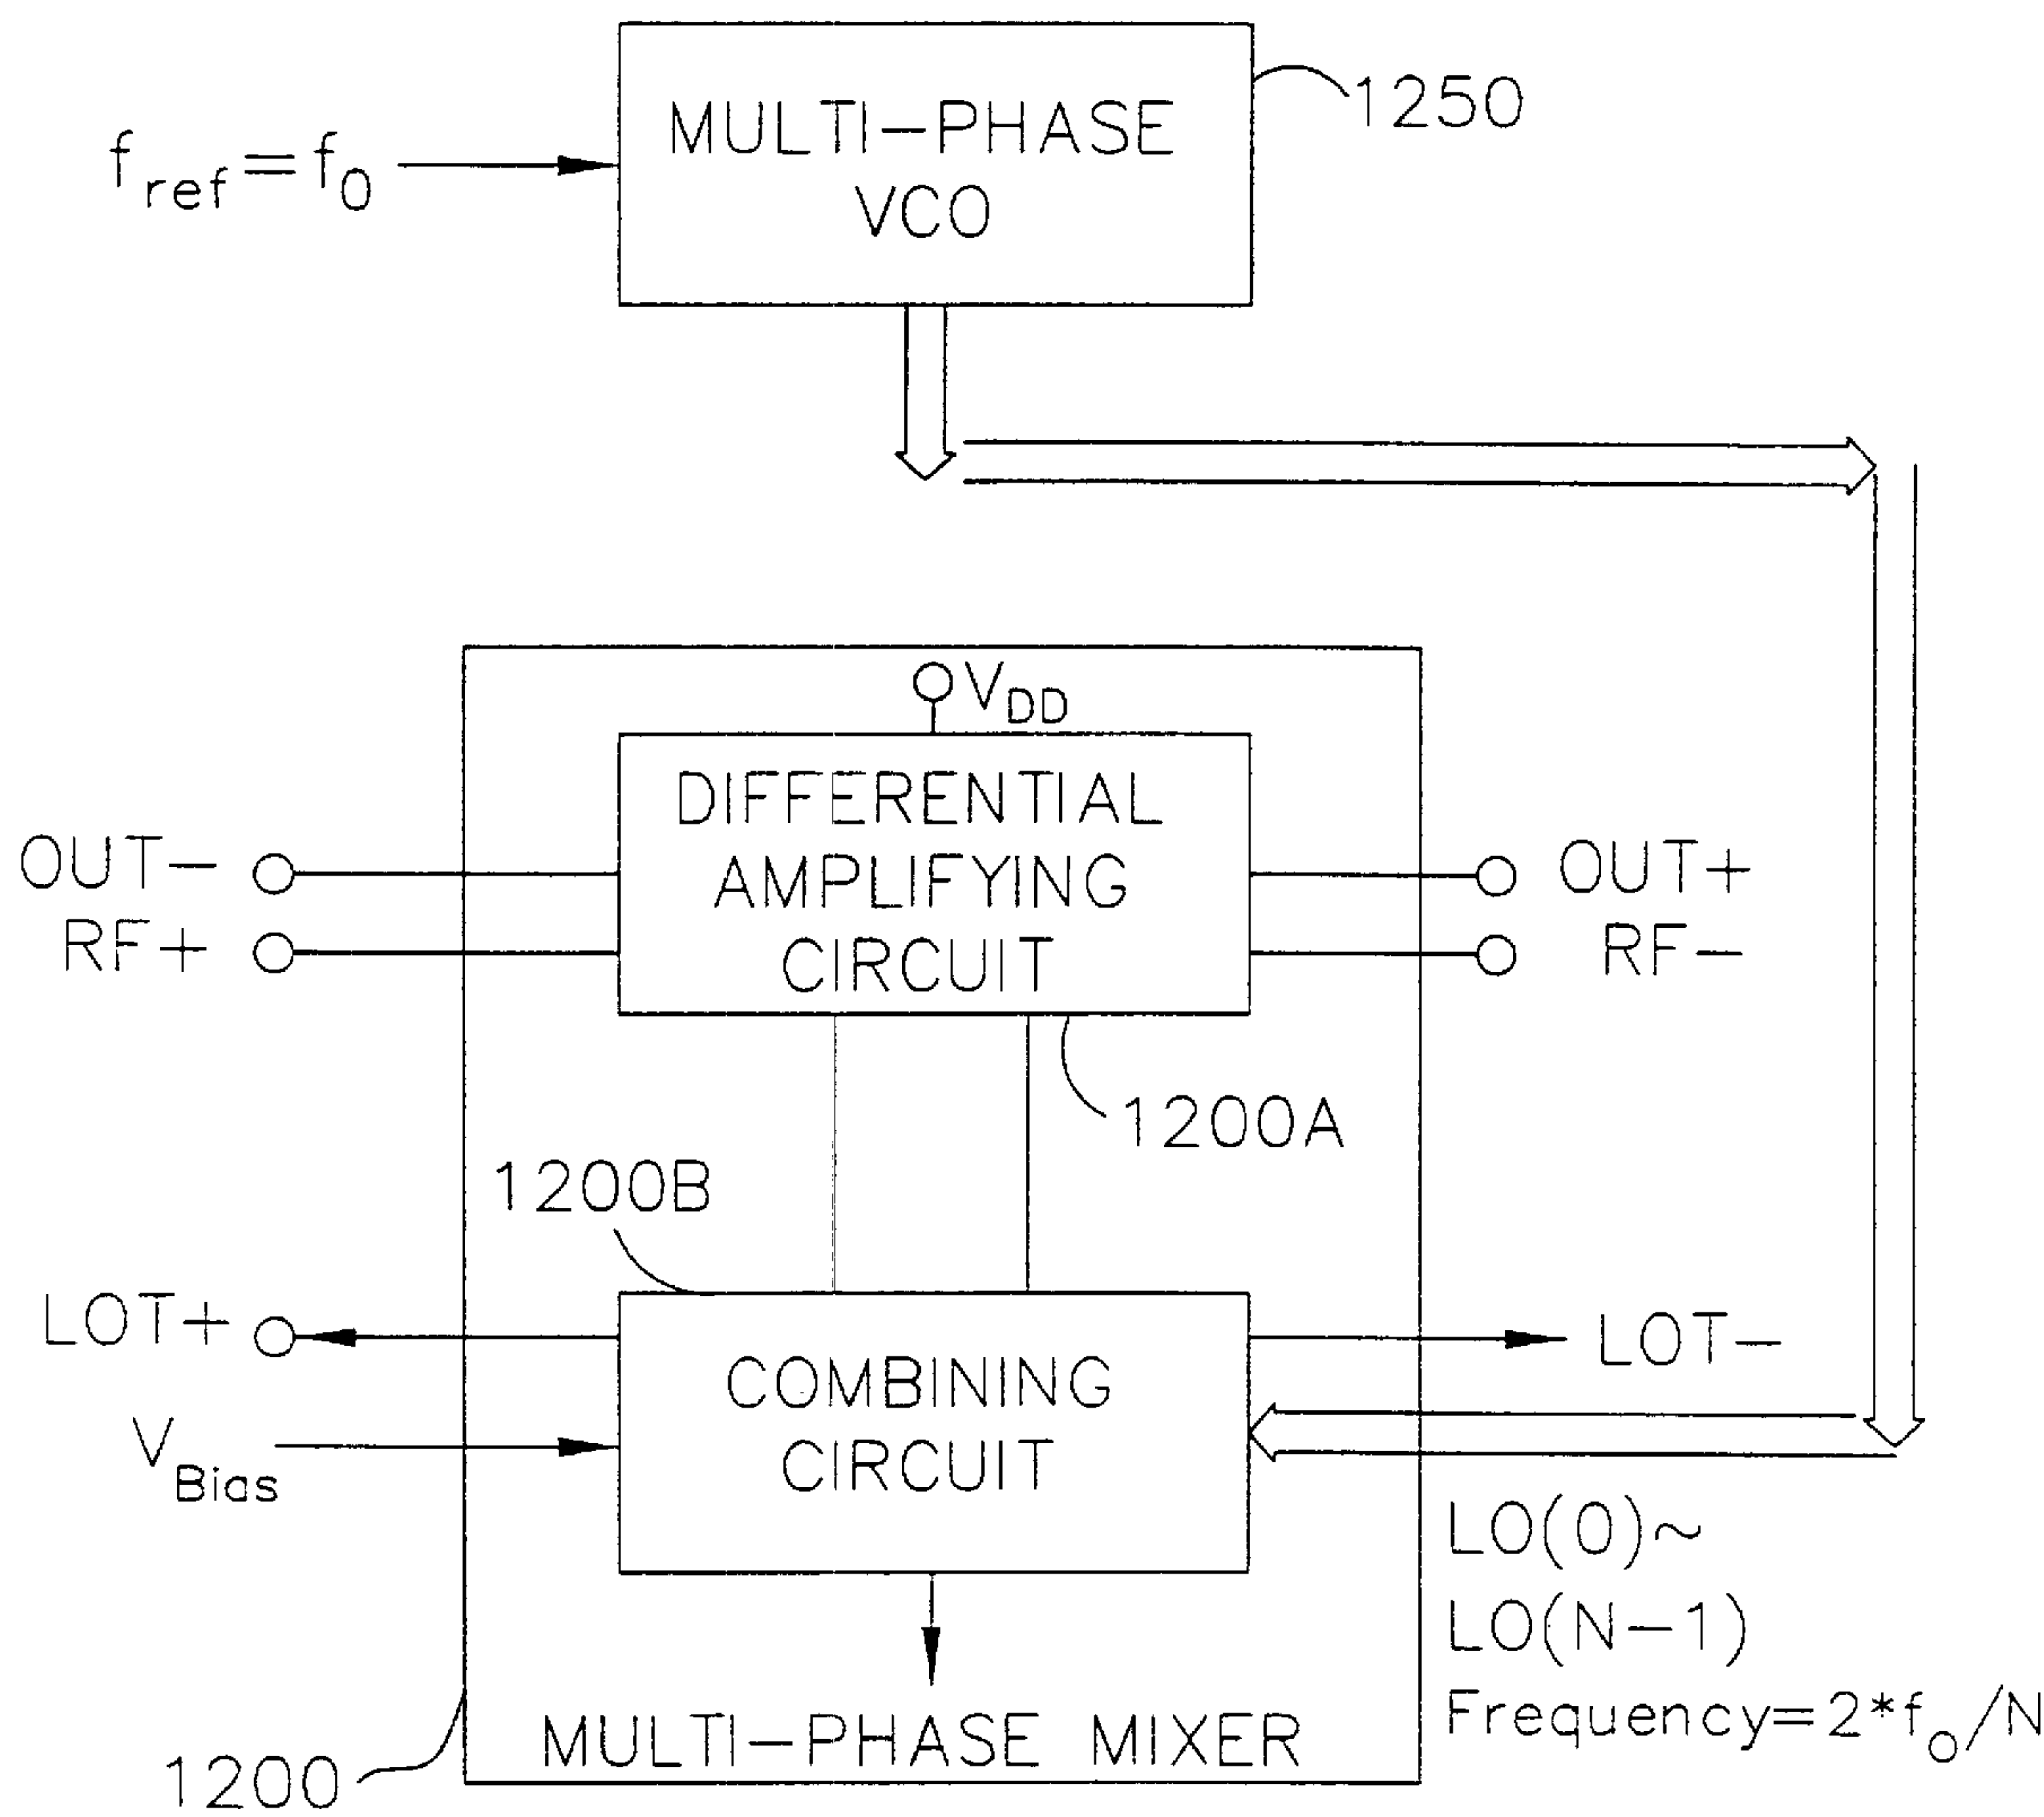 MULTI-PHASE
VCO
1250
f_ref=f_0
V_DD
DIFFERENTIAL
AMPLIFYING
CIRCUIT
OUT-
RF+
OUT+
RF-
1200A
1200B
LOT+
V_Bias
COMBINING
CIRCUIT
LOT-
LO(0)~
LO(N-1)
Frequency=2*f_o/N
MULTI-PHASE MIXER
1200